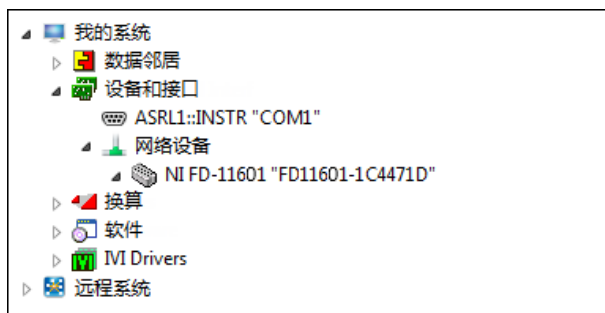 我的系统
数据邻居
设备和接口
ASRL1::INSTR "COM1"
网络设备
NI FD-11601 "FD11601-1C4471D"
换算
软件
IVI Drivers
远程系统